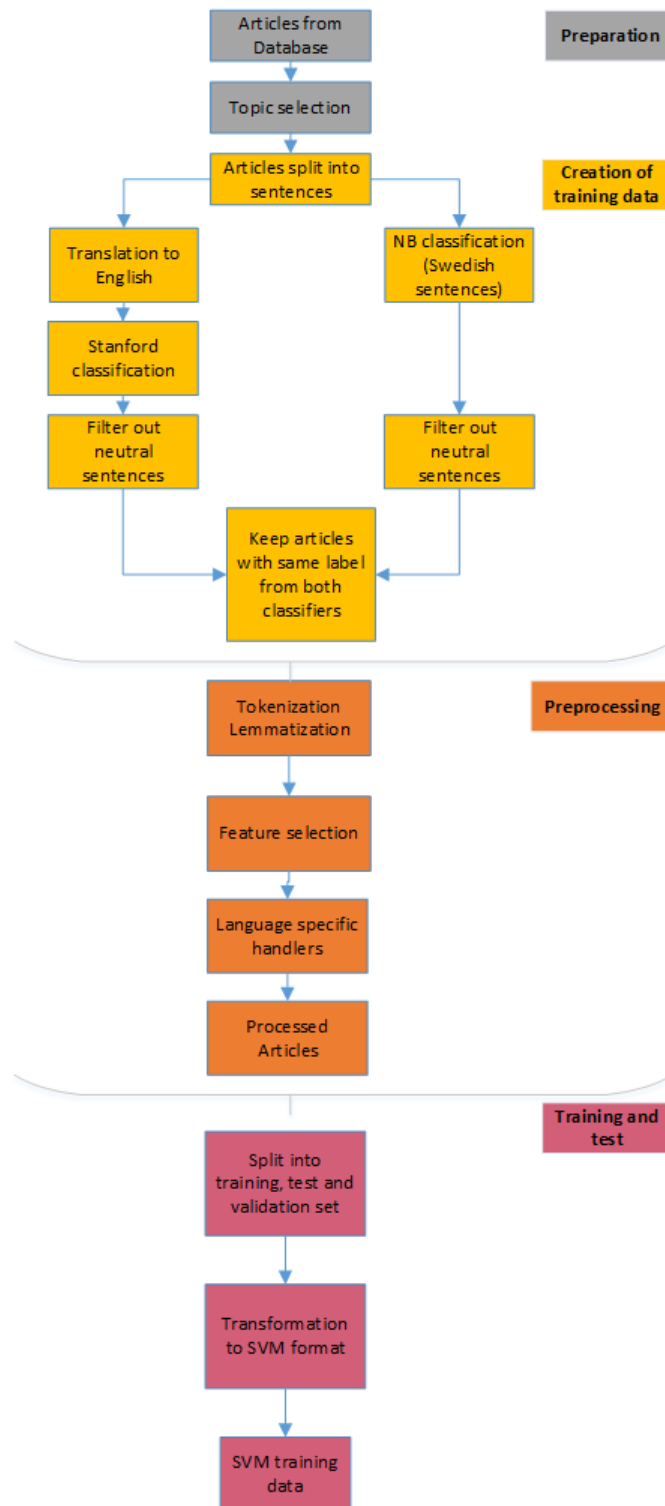 Articles from
Database
Preparation
Topic selection
Articles split into
sentences
Creation of
training data
Translation to
English
NB classification
(Swedish
sentences)
Stanford
classification
Filter out
neutral
sentences
Filter out
neutral
sentences
Keep articles
with same label
from both
classifiers
Tokenization
Lemmatization
Preprocessing
Feature selection
Language specific
handlers
Processed
Articles
Training and
test
Split into
training, test and
validation set
Transformation
to SVM format
SVM training
data